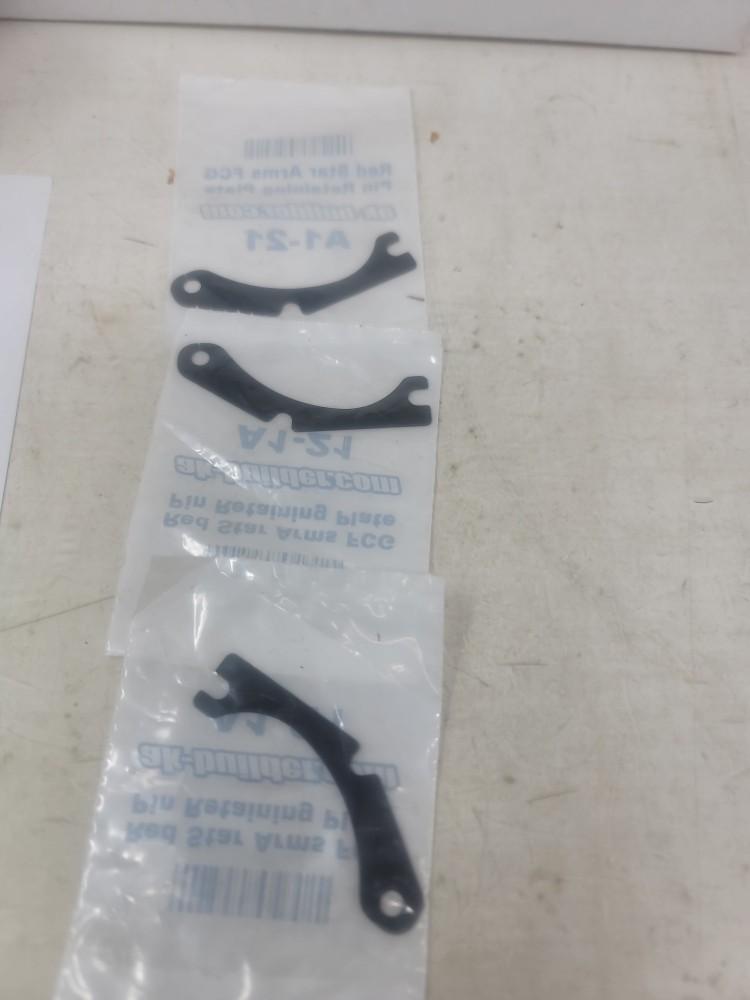 Red Star Arms FCG
Pin Retaining Plate
ak-builder.com
A1-21
A1-21
ak-builder.com
Pin Retaining Plate
Red Star Arms FCG
ak-builder.com
Pin Retaining
Red Star Arms